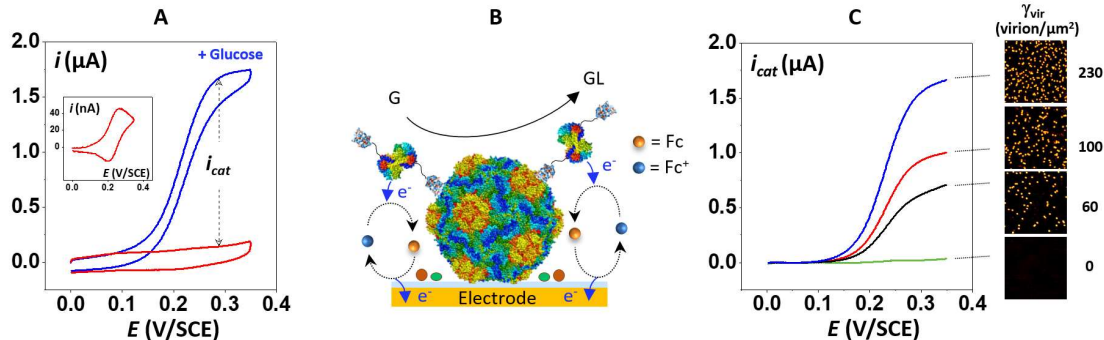 A
i (µA)
2.0
1.5
1.0
0.5
0.0
+ Glucose
i (nA)
40
20
0
0.0
0.2
0.4
E (V/SCE)
i_cat
0.0
0.1
0.2
0.3
0.4
E (V/SCE)
B
G
GL
= Fc
= Fc⁺
e⁻
e⁻
e⁻
e⁻
Electrode
C
i_cat (µA)
2.0
1.5
1.0
0.5
0.0
0.0
0.1
0.2
0.3
0.4
E (V/SCE)
γvir
(virion/µm²)
230
100
60
0